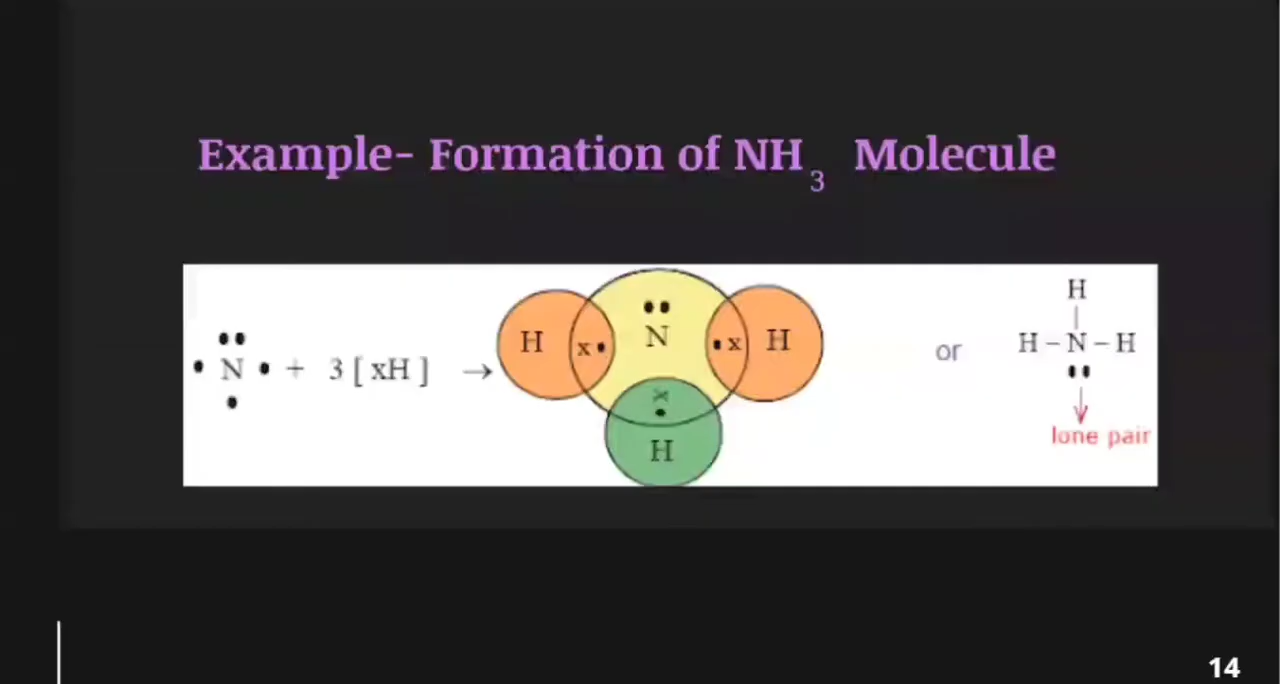 Example- Formation of NH₃ Molecule
•• 
• N • + 3 [ xH ] →
•
H x• N •x H
••
x
•
H
or
H
|
H – N – H
••
↓
lone pair
14